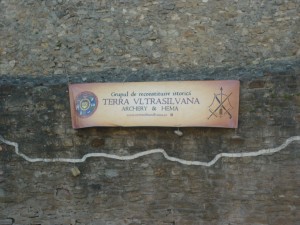 Grupul de reconstituire istorică
TERRA VLTRASILVANA
ARCHERY & HEMA